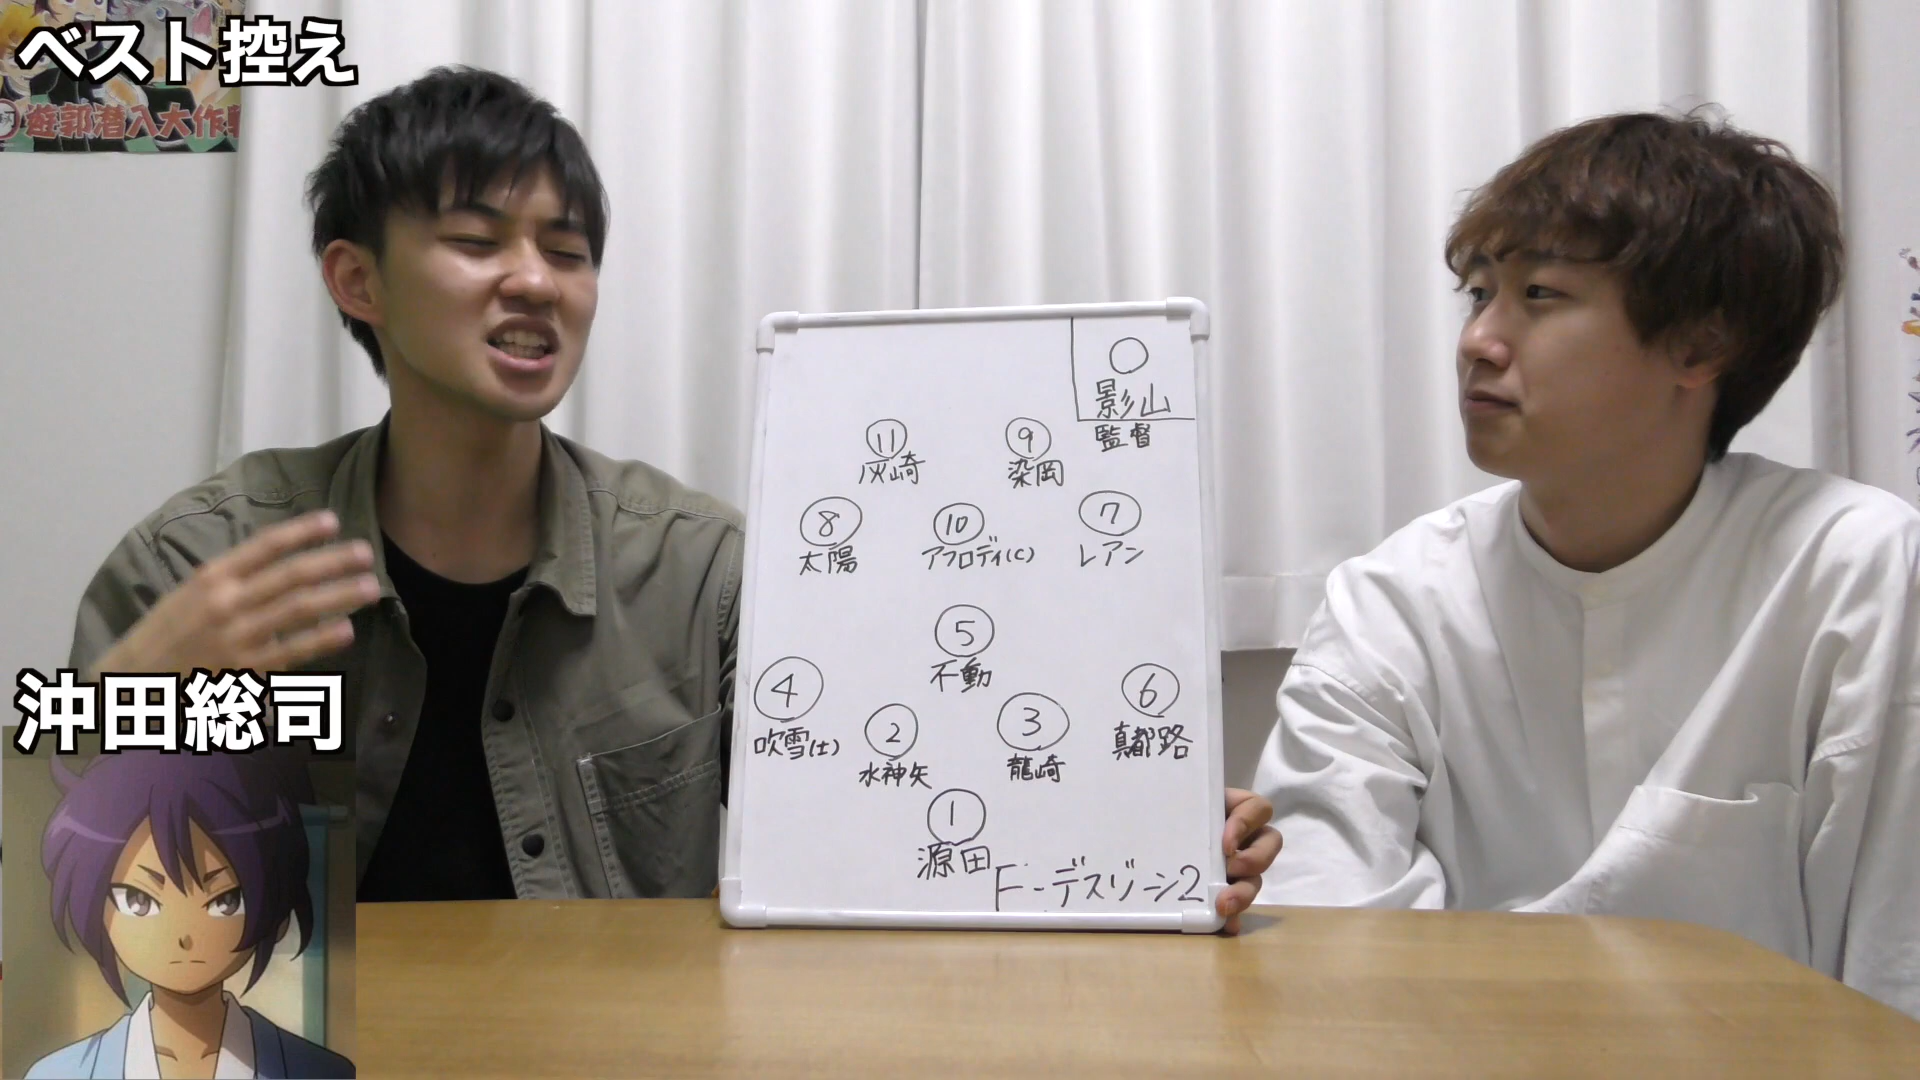 ベスト控え
遊郭潜入大作戦
影山
監督
⑪
灰崎
⑨
染岡
⑧
太陽
⑩
アフロディ(C)
⑦
レアン
⑤
不動
④
吹雪(士)
②
水神矢
③
龍崎
⑥
真都路
①
源田
F-デスゾーン2
沖田総司